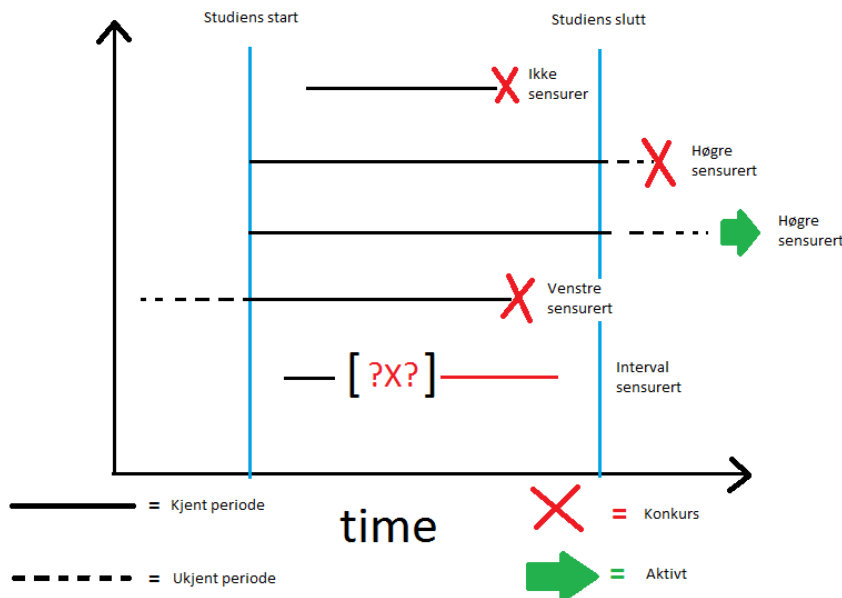 Studiens start
Studiens slutt
Ikke
sensurer
Høgre
sensurert
Høgre
sensurert
Venstre
sensurert
[ ?X? ]
Interval
sensurert
= Kjent periode
time
= Konkurs
= Ukjent periode
= Aktivt